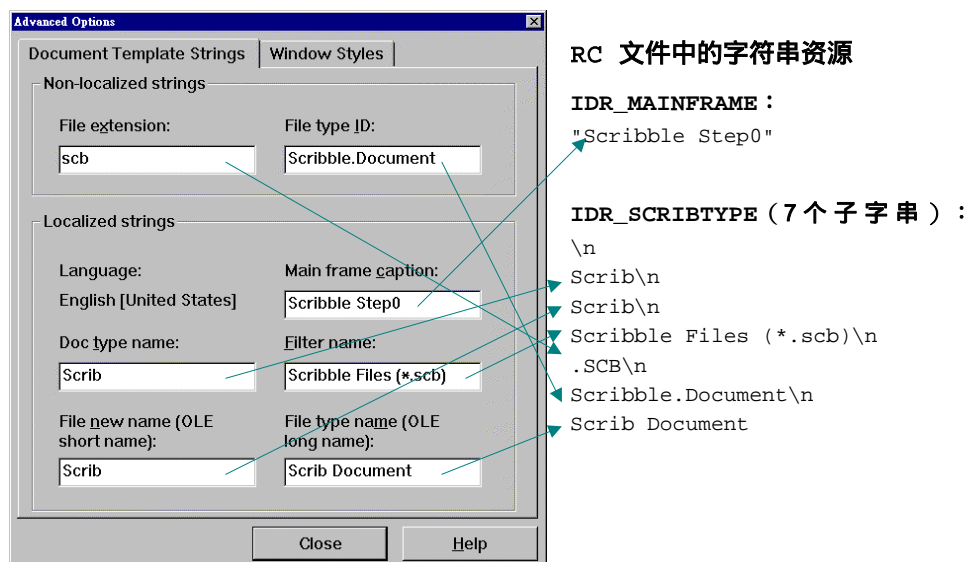 Advanced Options
Document Template Strings
Window Styles
Non-localized strings
File extension:
File type ID:
scb
Scribble.Document
Localized strings
Language:
Main frame caption:
English [United States]
Scribble Step0
Doc type name:
Filter name:
Scrib
Scribble Files (*.scb)
File new name (OLE
short name):
File type name (OLE
long name):
Scrib
Scrib Document
Close
Help
RC 文件中的字符串资源
IDR_MAINFRAME：
"Scribble Step0"
IDR_SCRIBTYPE（7个子字串）：
\n
Scrib\n
Scrib\n
Scribble Files (*.scb)\n
.SCB\n
Scribble.Document\n
Scrib Document